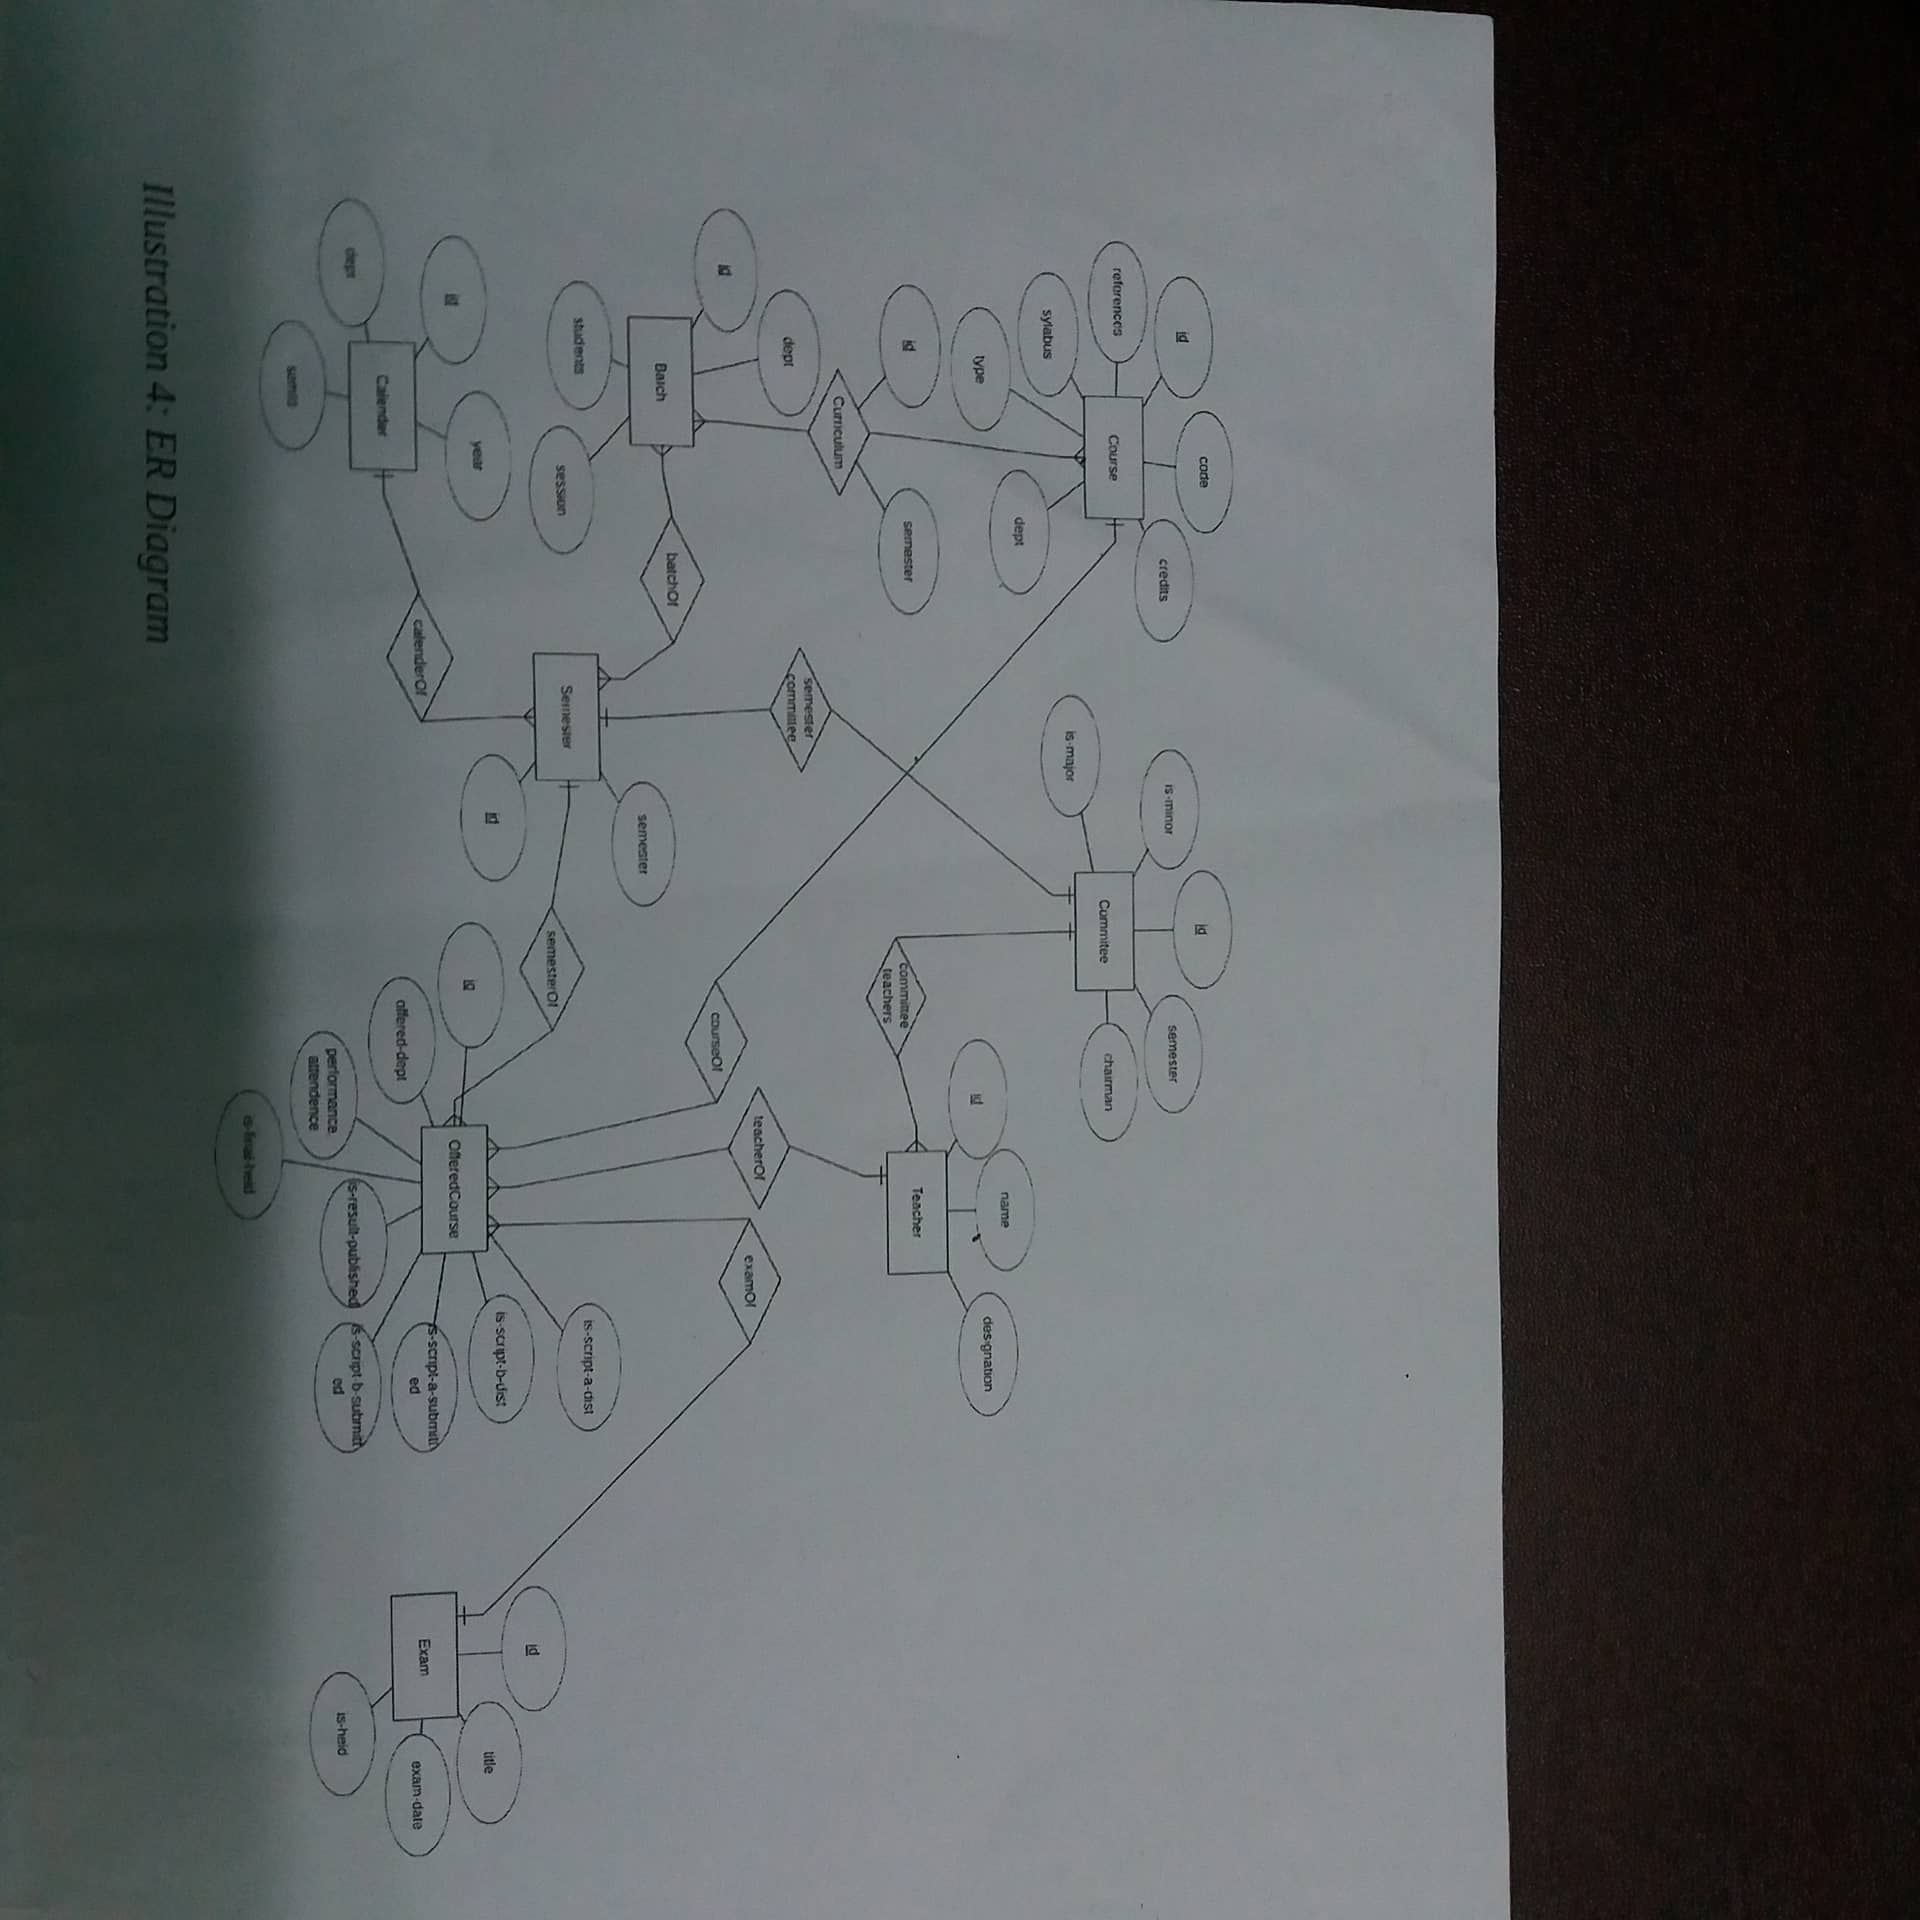 id
code
credits
references
Course
sylabus
type
dept
id
is-minor
semester
Commitee
chairman
is-major
id
name
designation
Teacher
committee
teachers
id
semester
Curriculum
semester
committee
dept
id
Batch
students
session
batchOf
teacherOf
examOf
courseOf
semester
Semester
id
semesterOf
id
year
Calender
dept
calenderOf
is-script-a-dist
is-script-b-dist
OfferedCourse
is-script-a-submitt
ed
offered-dept
is-result-published
is-script-b-submitt
ed
performance
attendence
is-final-held
id
title
Exam
exam-date
is-held
Illustration 4: ER Diagram